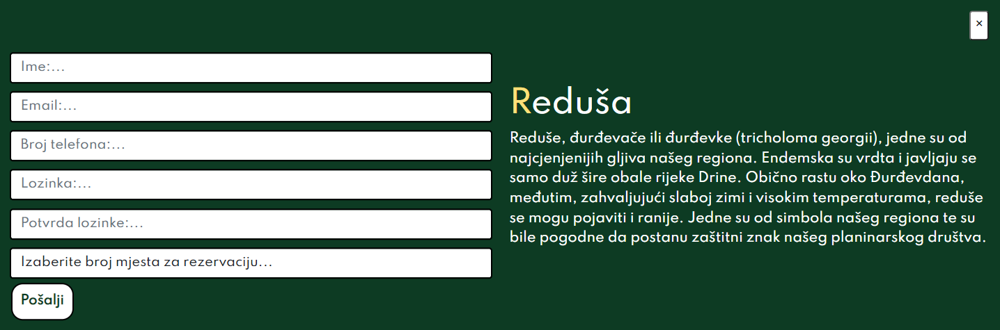 ×
Ime:...
Email:...
Broj telefona:...
Lozinka:...
Potvrda lozinke:...
Izaberite broj mjesta za rezervaciju...
Pošalji
Reduša
Reduše, đurđevače ili đurđevke (tricholoma georgii), jedne su od
najcjenjenijih gljiva našeg regiona. Endemska su vrdta i javljaju se
samo duž šire obale rijeke Drine. Obično rastu oko Đurđevdana,
međutim, zahvaljujući slaboj zimi i visokim temperaturama, reduše
se mogu pojaviti i ranije. Jedne su od simbola našeg regiona te su
bile pogodne da postanu zaštitni znak našeg planinarskog društva.